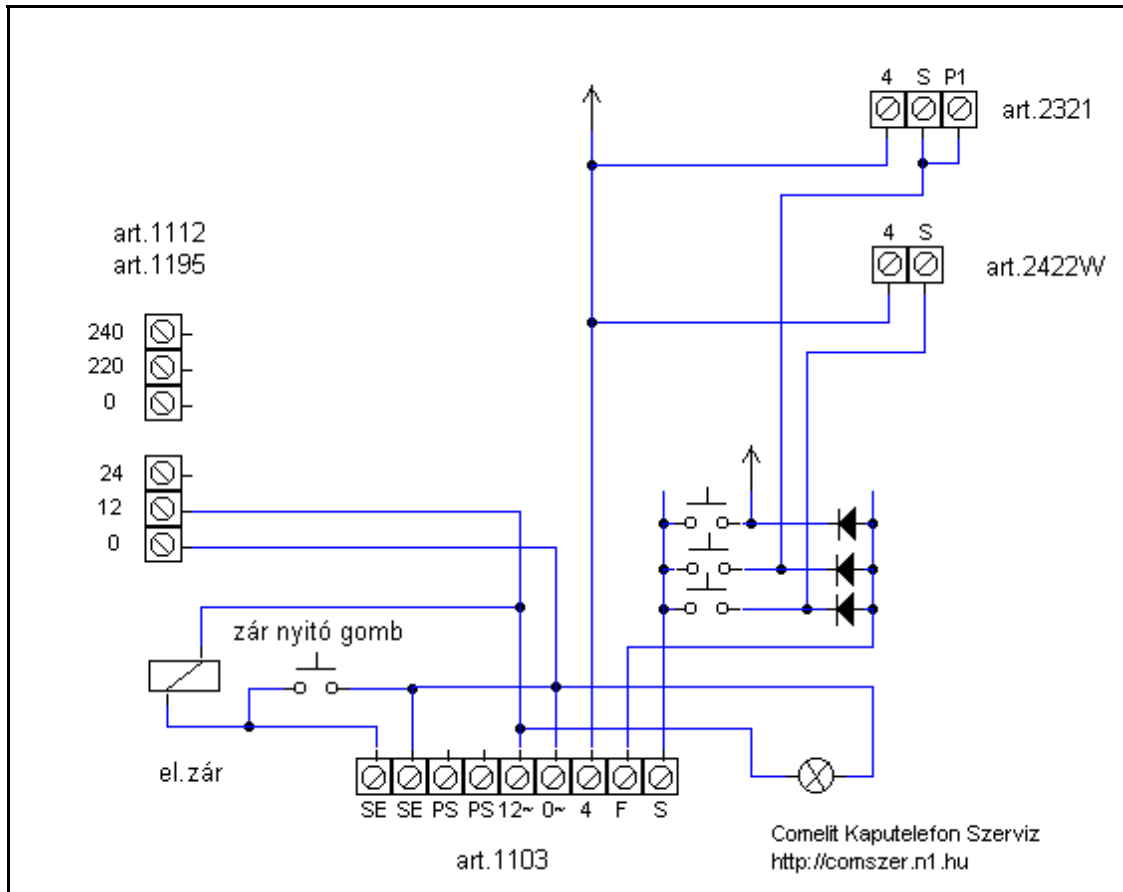 4 S P1
art.2321
art.1112
art.1195
4 S
art.2422W
240
220
0
24
12
0
zár nyitó gomb
el.zár
SE SE PS PS 12~ 0~ 4 F S
art.1103
Comelit Kaputelefon Szerviz
http://comszer.n1.hu